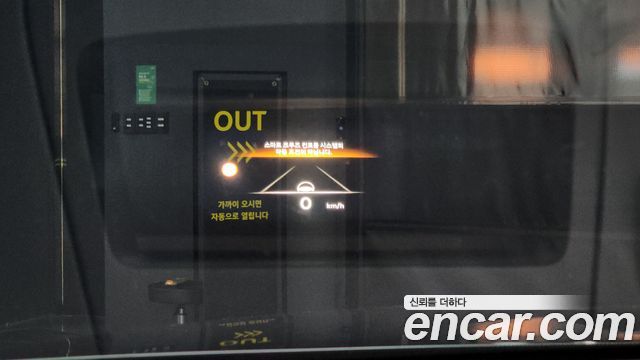 OUT
스마트 크루즈 컨트롤 시스템의
작동 조건이 아닙니다.
0 km/h
가까이 오시면
자동으로 열립니다
OUT
신뢰를 더하다
encar.com